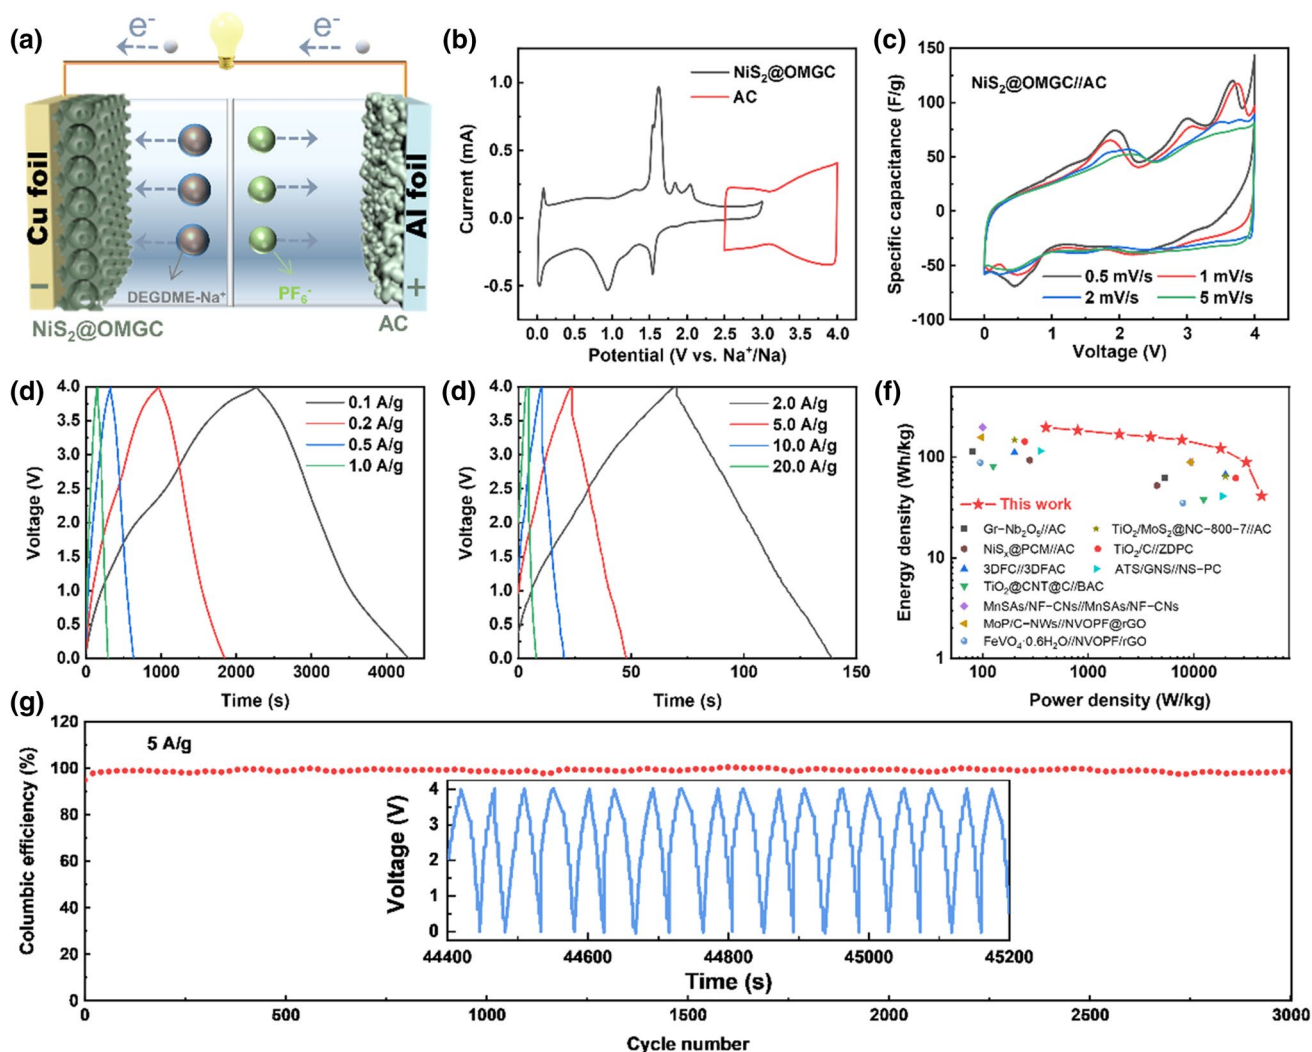 (a)
e-
e-
Cu foil
Al foil
−
+
DEGDME-Na⁺
PF₆⁻
NiS₂@OMGC
AC
(b)
NiS₂@OMGC
AC
Current (mA)
1.0
0.5
0.0
-0.5
0.0 0.5 1.0 1.5 2.0 2.5 3.0 3.5 4.0
Potential (V vs. Na⁺/Na)
(c)
NiS₂@OMGC//AC
Specific capacitance (F/g)
150
100
50
0
-50
-100
0.5 mV/s 1 mV/s
2 mV/s 5 mV/s
0 1 2 3 4
Voltage (V)
(d)
Voltage (V)
4.0
3.5
3.0
2.5
2.0
1.5
1.0
0.5
0.0
0.1 A/g
0.2 A/g
0.5 A/g
1.0 A/g
0 1000 2000 3000 4000
Time (s)
(d)
Voltage (V)
4.0
3.5
3.0
2.5
2.0
1.5
1.0
0.5
0.0
2.0 A/g
5.0 A/g
10.0 A/g
20.0 A/g
0 50 100 150
Time (s)
(f)
Energy density (Wh/kg)
100
10
1
This work
Gr−Nb₂O₅//AC
TiO₂/MoS₂@NC−800−7//AC
NiSₓ@PCM//AC
TiO₂/C//ZDPC
3DFC//3DFAC
ATS/GNS//NS−PC
TiO₂@CNT@C//BAC
MnSAs/NF−CNs//MnSAs/NF−CNs
MoP/C−NWs//NVOPF@rGO
FeVO₄·0.6H₂O//NVOPF/rGO
100 1000 10000
Power density (W/kg)
(g)
Columbic efficiency (%)
120
100
80
60
40
20
0
5 A/g
Voltage (V)
4
3
2
1
0
44400 44600 44800 45000 45200
Time (s)
0 500 1000 1500 2000 2500 3000
Cycle number